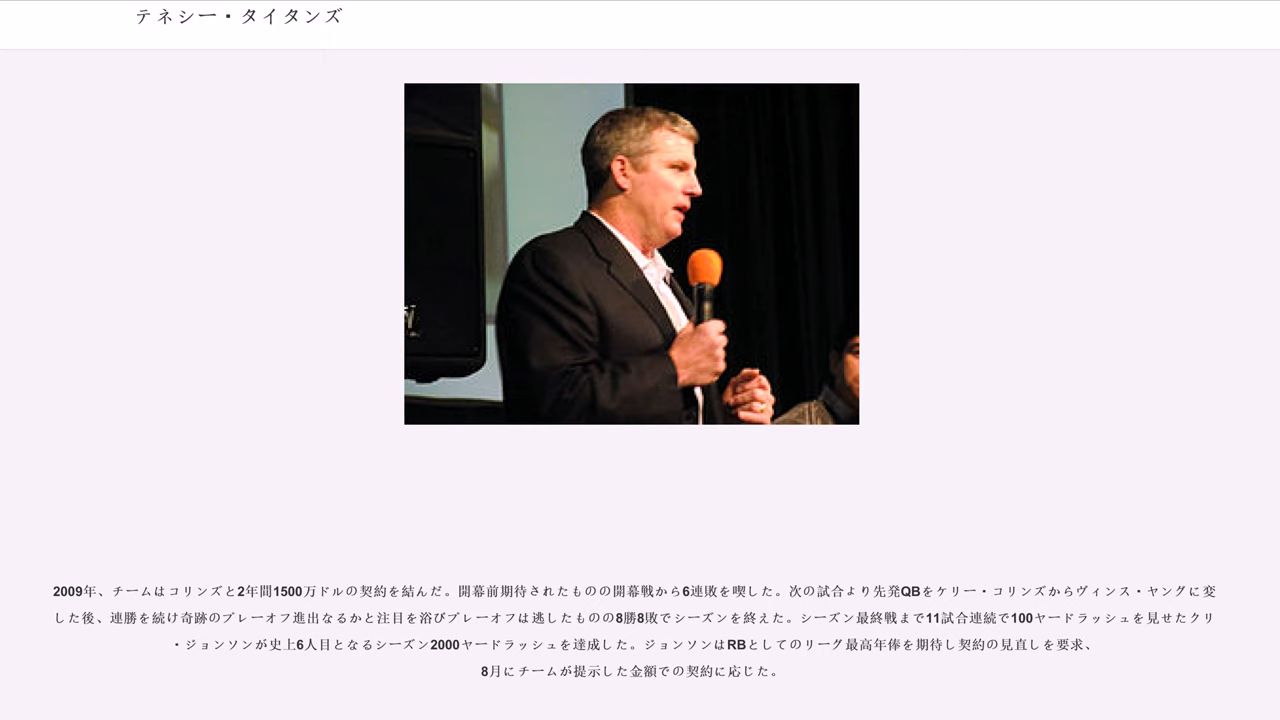 テネシー・タイタンズ
2009年、チームはコリンズと2年間1500万ドルの契約を結んだ。開幕前期待されたものの開幕戦から6連敗を喫した。次の試合より先発QBをケリー・コリンズからヴィンス・ヤングに変
した後、連勝を続け奇跡のプレーオフ進出なるかと注目を浴びプレーオフは逃したものの8勝8敗でシーズンを終えた。シーズン最終戦まで11試合連続で100ヤードラッシュを見せたクリ
・ジョンソンが史上6人目となるシーズン2000ヤードラッシュを達成した。ジョンソンはRBとしてのリーグ最高年俸を期待し契約の見直しを要求、
8月にチームが提示した金額での契約に応じた。